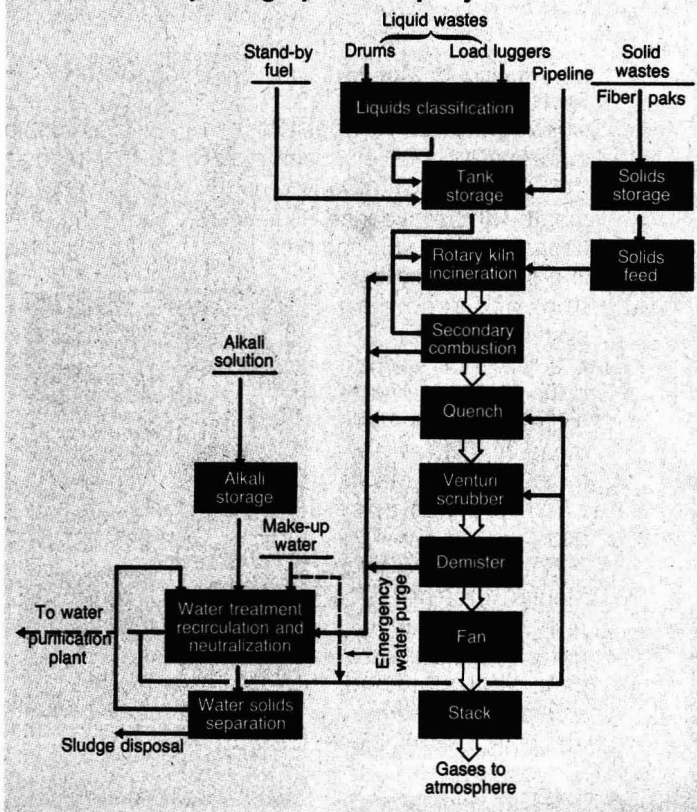 Liquid wastes
Stand-by
fuel
Drums
Load luggers
Pipeline
Solid
wastes
Fiber paks
Liquids classification
Tank
storage
Solids
storage
Rotary kiln
incineration
Solids
feed
Secondary
combustion
Alkali
solution
Quench
Alkali
storage
Venturi
scrubber
Make-up
water
Demister
Water treatment
recirculation and
neutralization
Emergency
water purge
To water
purification
plant
Fan
Water solids
separation
Stack
Sludge disposal
Gases to
atmosphere